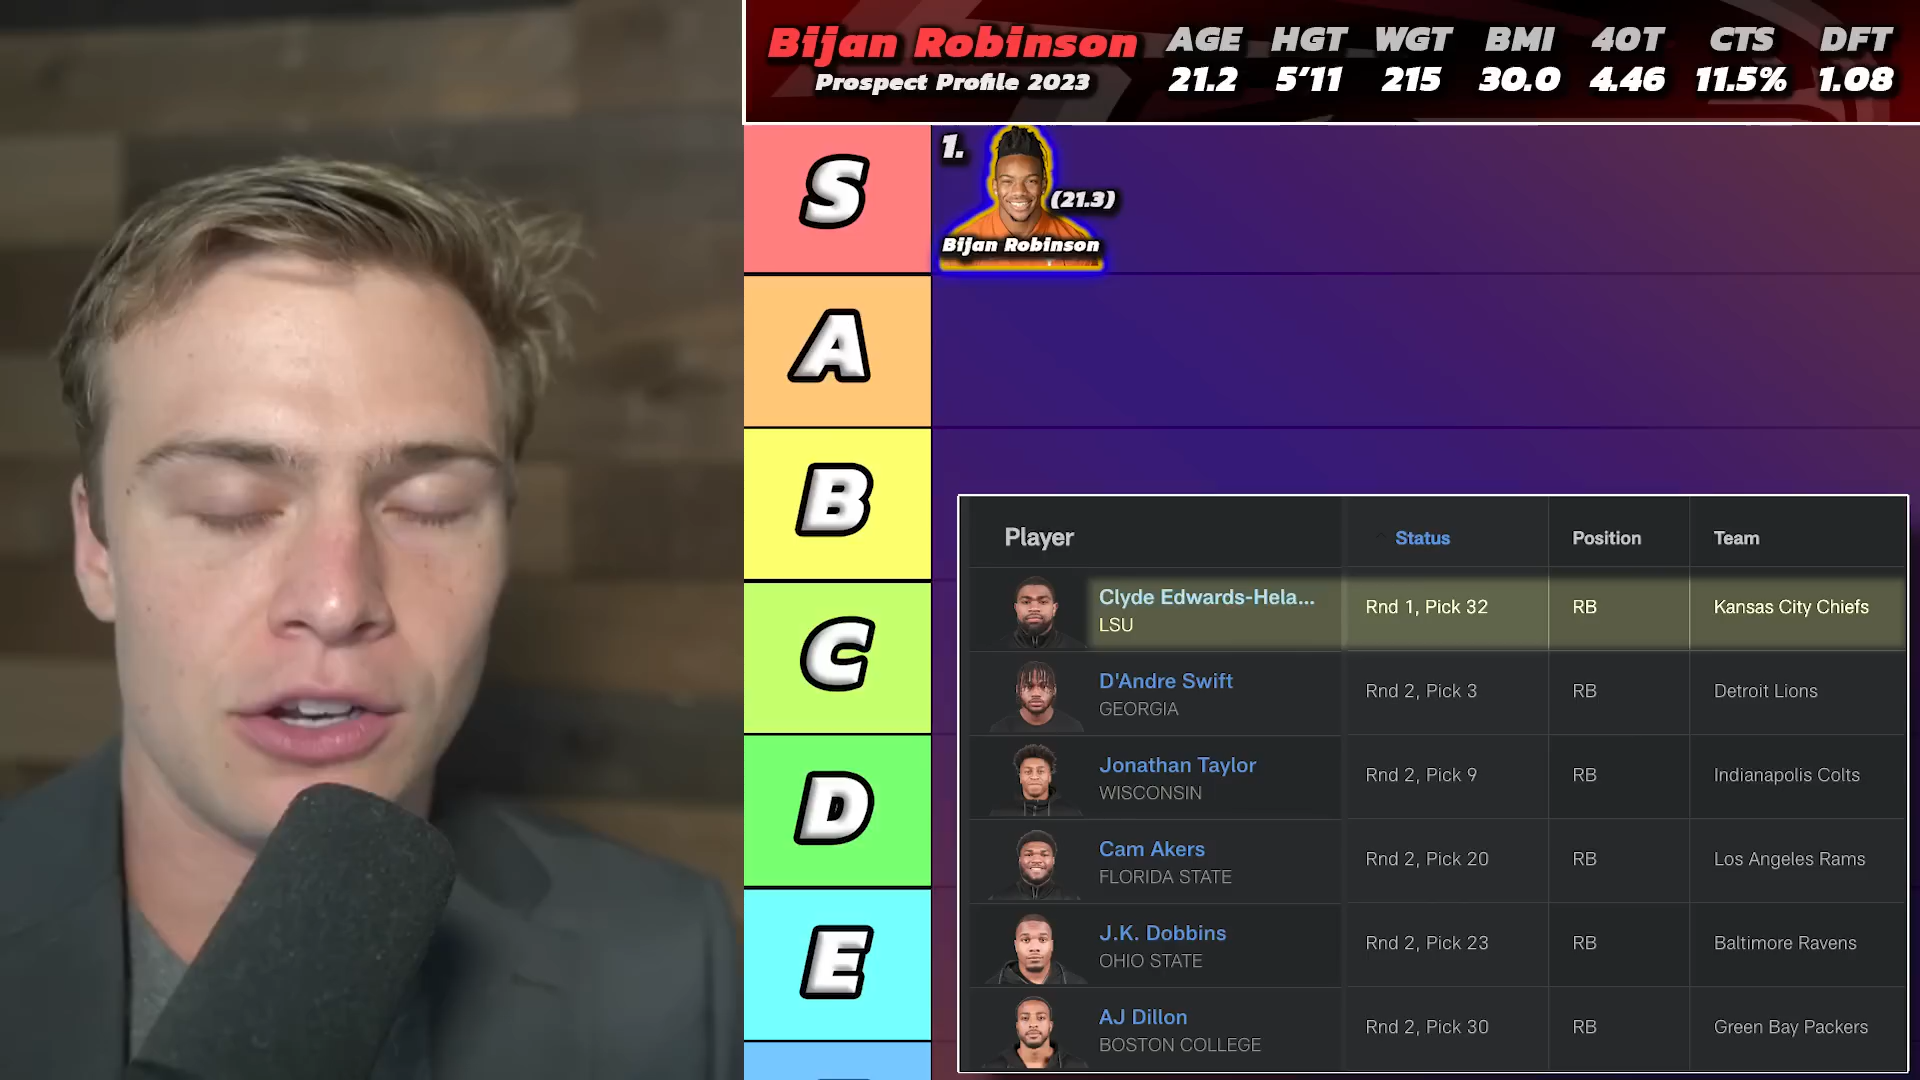 Bijan Robinson
Prospect Profile 2023
AGE HGT WGT BMI 40T CTS DFT
21.2 5'11 215 30.0 4.46 11.5% 1.08
S
1.
(21.3)
Bijan Robinson
A
B
C
D
E
Player Status Position Team
Clyde Edwards-Hela... Rnd 1, Pick 32 RB Kansas City Chiefs
LSU
D'Andre Swift Rnd 2, Pick 3 RB Detroit Lions
GEORGIA
Jonathan Taylor Rnd 2, Pick 9 RB Indianapolis Colts
WISCONSIN
Cam Akers Rnd 2, Pick 20 RB Los Angeles Rams
FLORIDA STATE
J.K. Dobbins Rnd 2, Pick 23 RB Baltimore Ravens
OHIO STATE
AJ Dillon Rnd 2, Pick 30 RB Green Bay Packers
BOSTON COLLEGE